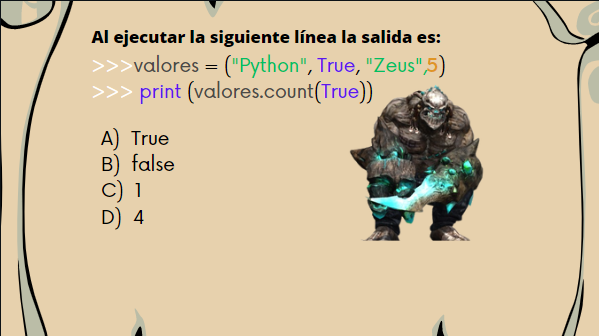 Al ejecutar la siguiente línea la salida es:
>>>valores = ("Python", True, "Zeus",5)
>>> print (valores.count(True))
A) True
B) false
C) 1
D) 4